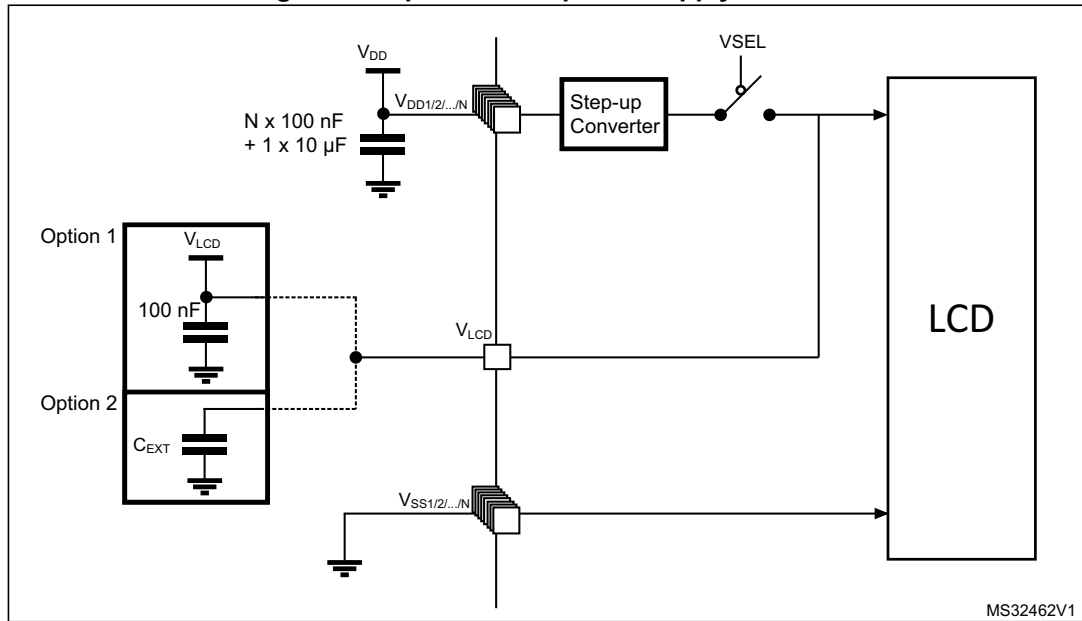 VDD
VDD1/2/.../N
N x 100 nF
+ 1 x 10 µF
Step-up
Converter
VSEL
Option 1
VLCD
100 nF
VLCD
LCD
Option 2
CEXT
VSS1/2/.../N
MS32462V1